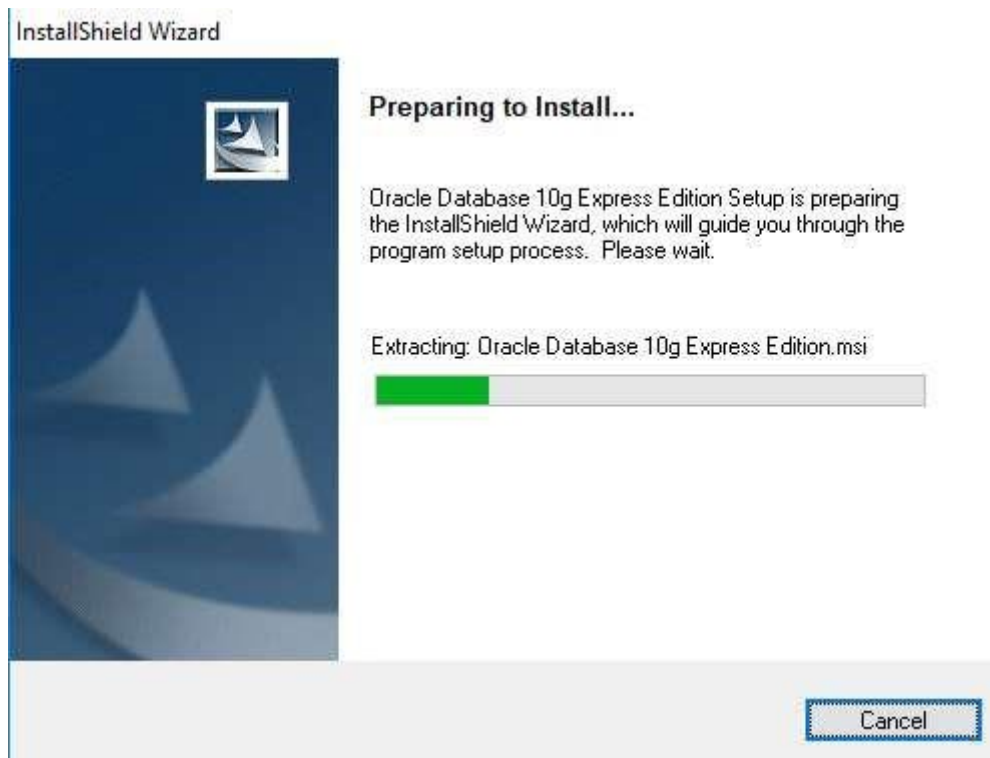 InstallShield Wizard
Preparing to Install...
Oracle Database 10g Express Edition Setup is preparing
the InstallShield Wizard, which will guide you through the
program setup process.  Please wait.
Extracting: Oracle Database 10g Express Edition.msi
Cancel